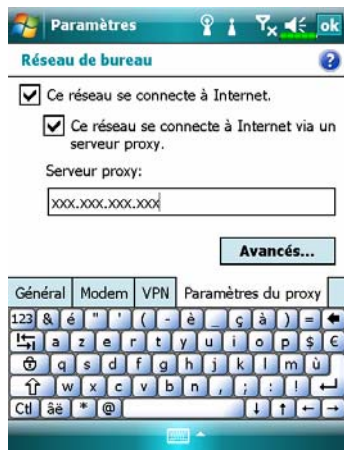 Paramètres ok
Réseau de bureau ?
Ce réseau se connecte à Internet.
Ce réseau se connecte à Internet via un
serveur proxy.
Serveur proxy:
xxx.xxx.xxx.xxx
Avancés...
Général Modem VPN Paramètres du proxy
123 & é " ' ( - è _ ç à ) =
a z e r t y u i o p $ €
q s d f g h j k l m ù
w x c v b n , ; : !
Ctl âë * @